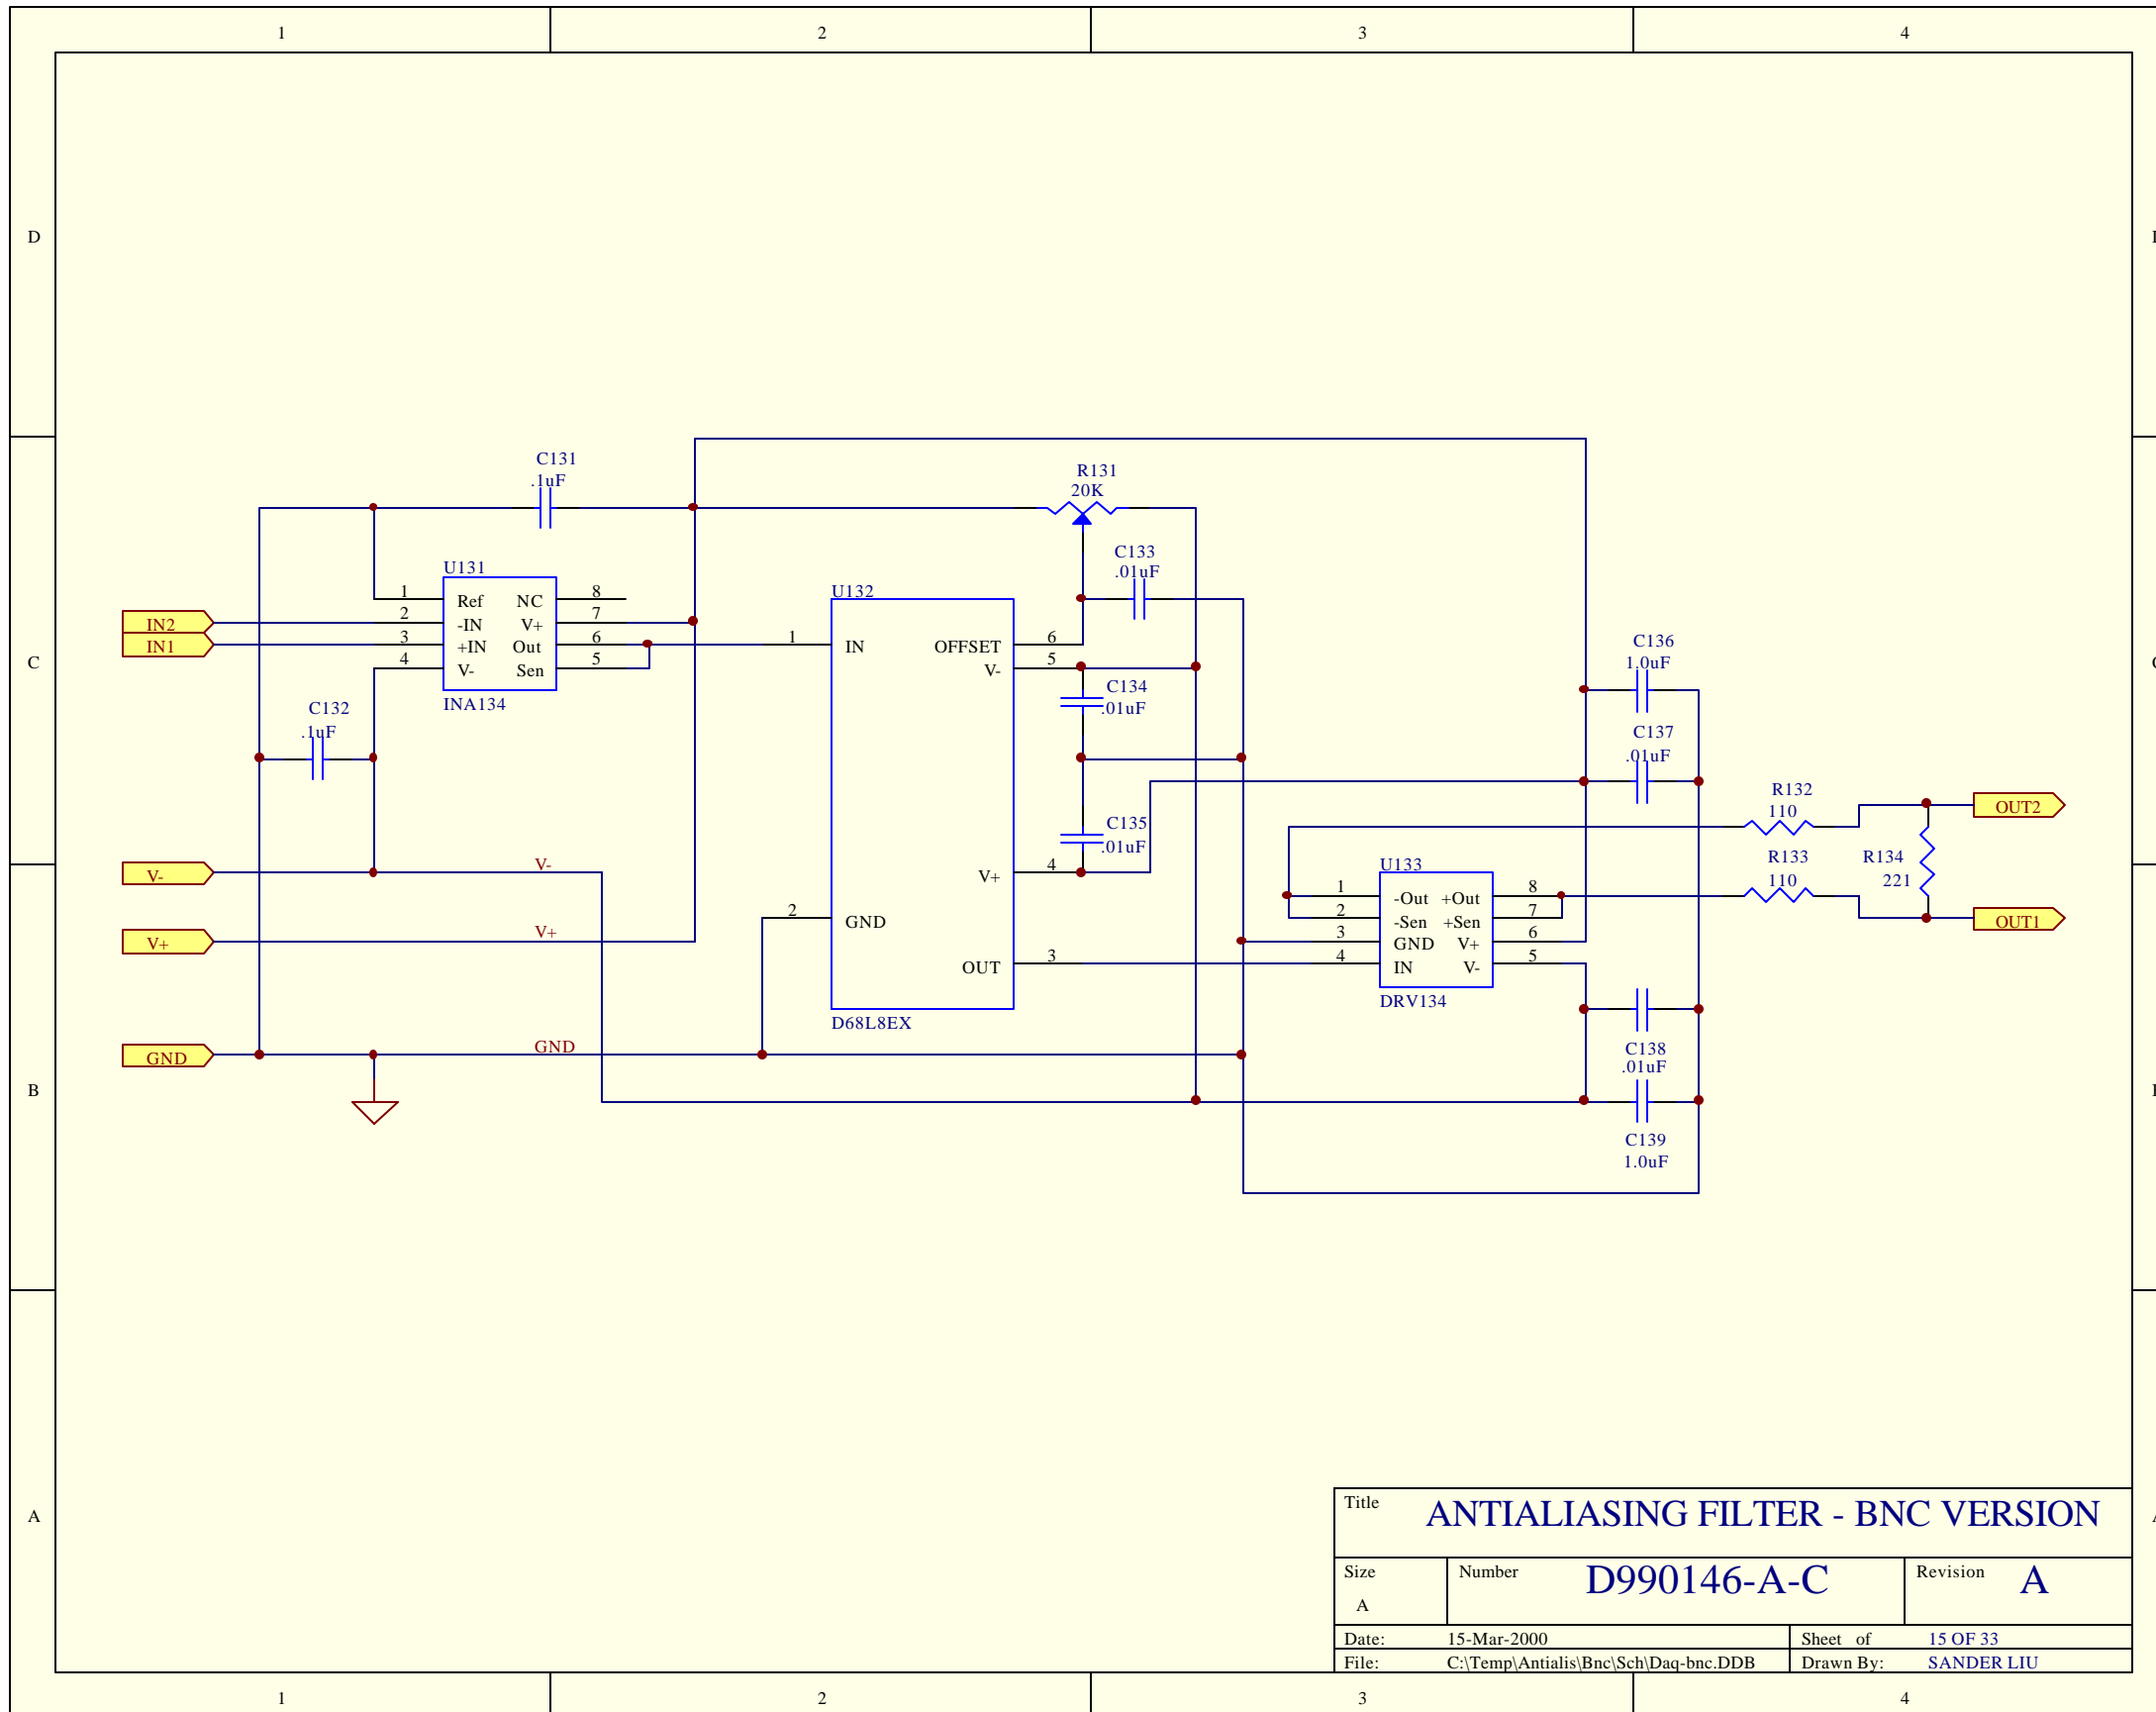 1
2
3
4
D
C
B
A
C131
.1uF
R131
20K
C133
.01uF
U131
1
2
3
4
Ref
-IN
+IN
V-
NC
V+
Out
Sen
8
7
6
5
INA134
IN2
IN1
C132
.1uF
U132
1
IN
OFFSET
6
V-
5
C134
.01uF
C135
.01uF
V+
4
2
GND
OUT
3
D68L8EX
C136
1.0uF
C137
.01uF
R132
110
R133
110
R134
221
OUT2
OUT1
U133
1
2
3
4
-Out
-Sen
GND
IN
+Out
+Sen
V+
V-
8
7
6
5
DRV134
V-
V-
V+
V+
GND
GND
C138
.01uF
C139
1.0uF
Title
ANTIALIASING FILTER - BNC VERSION
Size
A
Number
D990146-A-C
Revision
A
Date:
15-Mar-2000
Sheet of
15 OF 33
File:
C:\Temp\Antialis\Bnc\Sch\Daq-bnc.DDB
Drawn By:
SANDER LIU
1
2
3
4